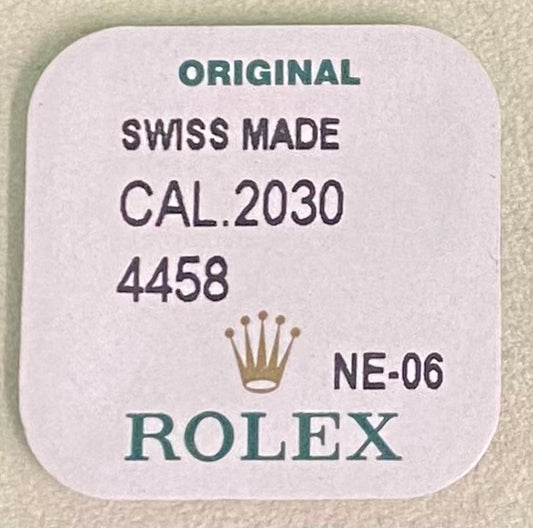 ORIGINAL
SWISS MADE
CAL.2030
4458
NE-06
ROLEX